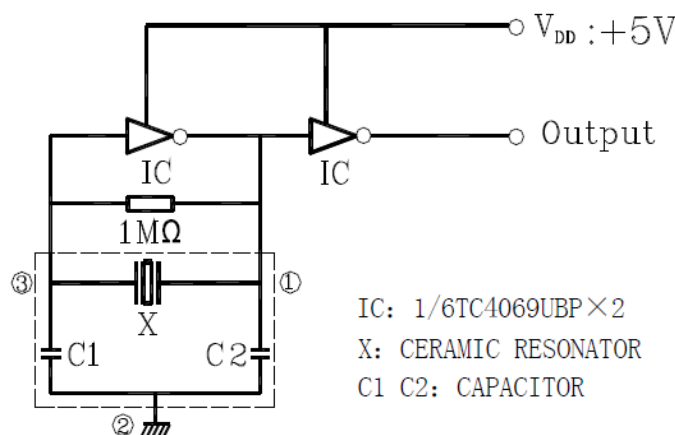 V_DD :+5V
Output
IC
IC
1MΩ
③
①
X
C1
C2
②
IC: 1/6TC4069UBP×2
X: CERAMIC RESONATOR
C1 C2: CAPACITOR